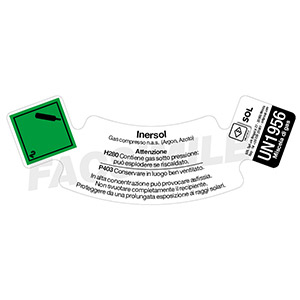 Inersol
Gas compresso n.a.s. (Argon, Azoto)
Attenzione
H280 Contiene gas sotto pressione:
può esplodere se riscaldato.
P403 Conservare in luogo ben ventilato.
In alta concentrazione può provocare asfissia.
Non svuotare completamente il recipiente.
Proteggere da una prolungata esposizione ai raggi solari.
2
SOL
UN1956
Miscela di gas
FAC SIMILE